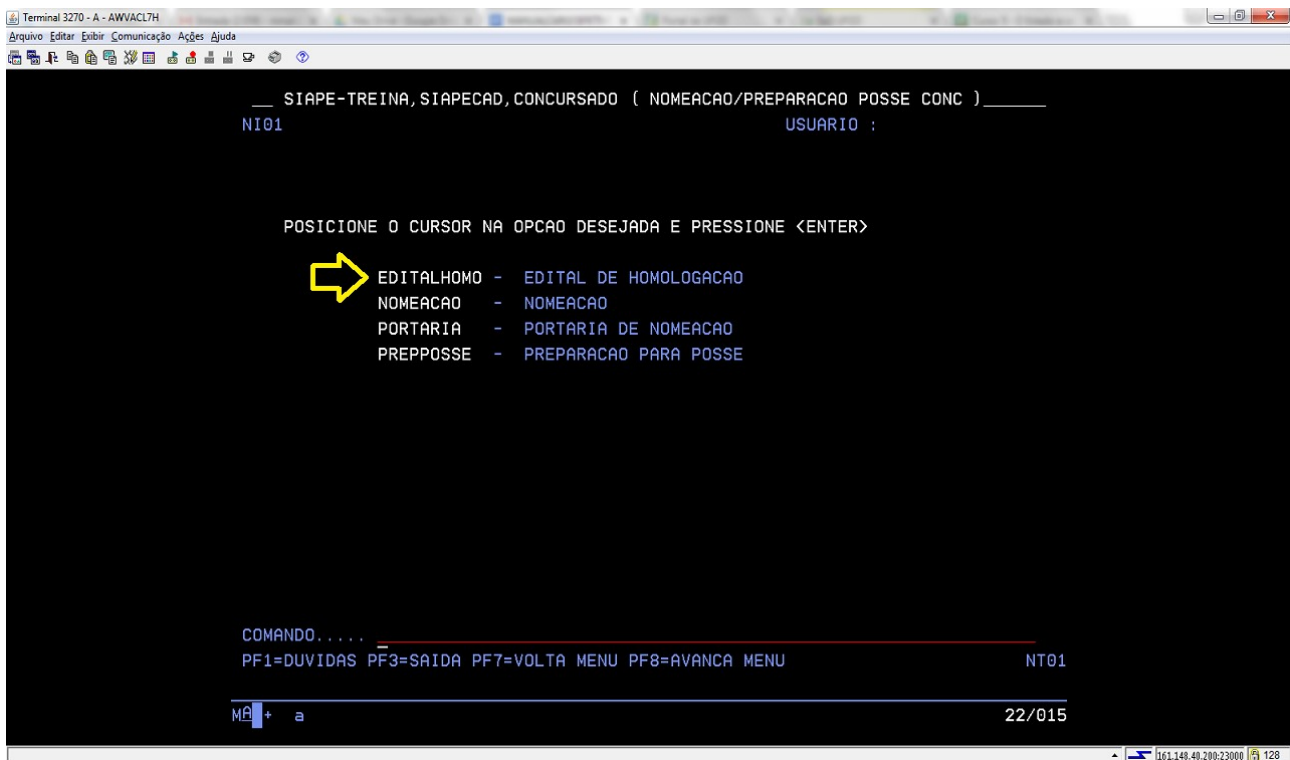 Terminal 3270 - A - AWVACL7H
Arquivo Editar Exibir Comunicação Ações Ajuda
__ SIAPE-TREINA,SIAPECAD,CONCURSADO ( NOMEACAO/PREPARACAO POSSE CONC )______
NI01 USUARIO :
POSICIONE O CURSOR NA OPCAO DESEJADA E PRESSIONE <ENTER>
EDITALHOMO - EDITAL DE HOMOLOGACAO
NOMEACAO - NOMEACAO
PORTARIA - PORTARIA DE NOMEACAO
PREPPOSSE - PREPARACAO PARA POSSE
COMANDO.....
PF1=DUVIDAS PF3=SAIDA PF7=VOLTA MENU PF8=AVANCA MENU NT01
MA + a 22/015
161.148.40.200:23000 128